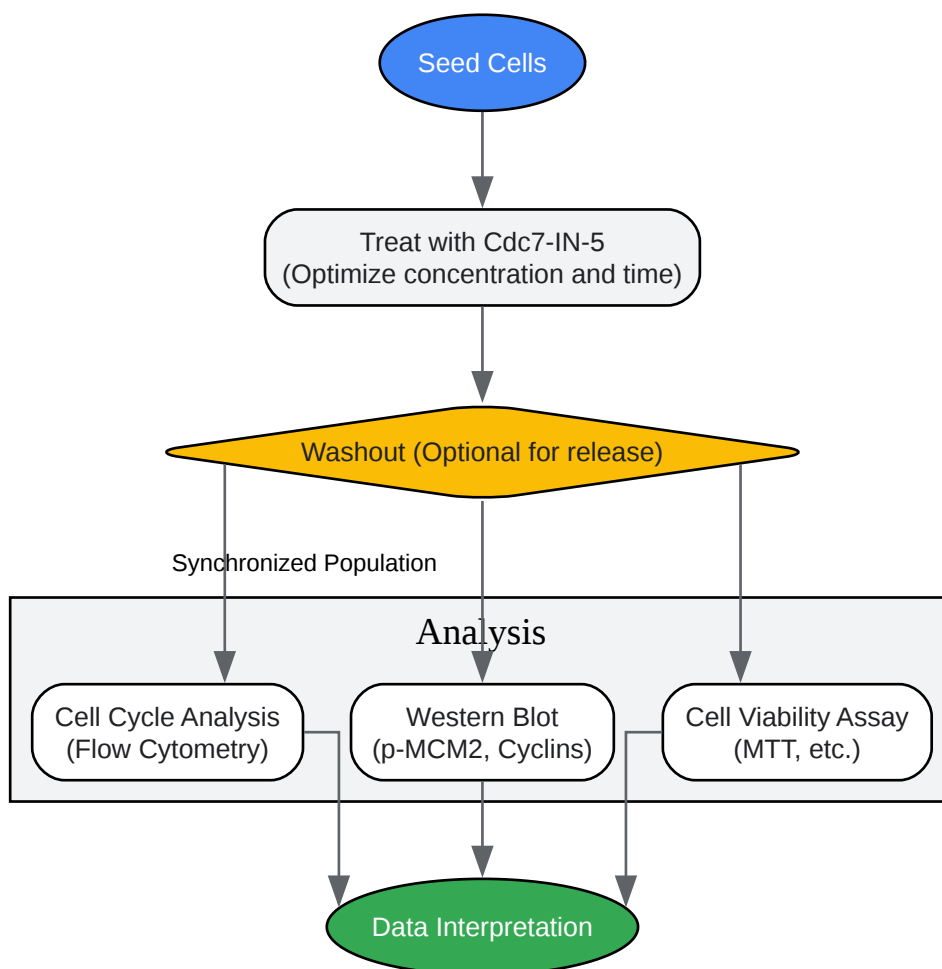 Seed Cells
Treat with Cdc7-IN-5
(Optimize concentration and time)
Washout (Optional for release)
Synchronized Population
Analysis
Cell Cycle Analysis
(Flow Cytometry)
Western Blot
(p-MCM2, Cyclins)
Cell Viability Assay
(MTT, etc.)
Data Interpretation